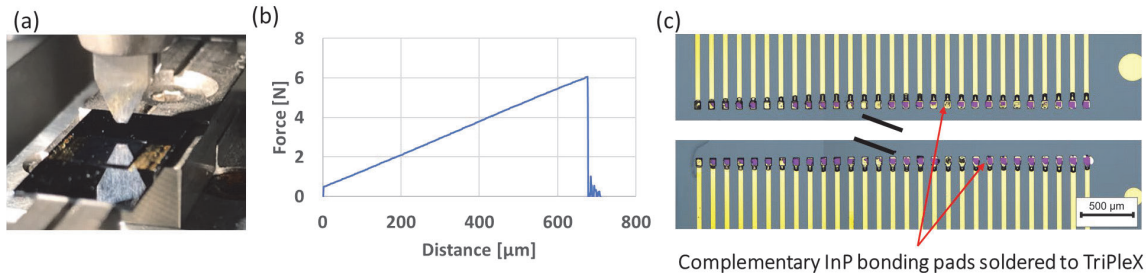 (a)
(b)
(c)
Force [N]
8
6
4
2
0
0 200 400 600 800
Distance [µm]
500 µm
Complementary InP bonding pads soldered to TriPleX